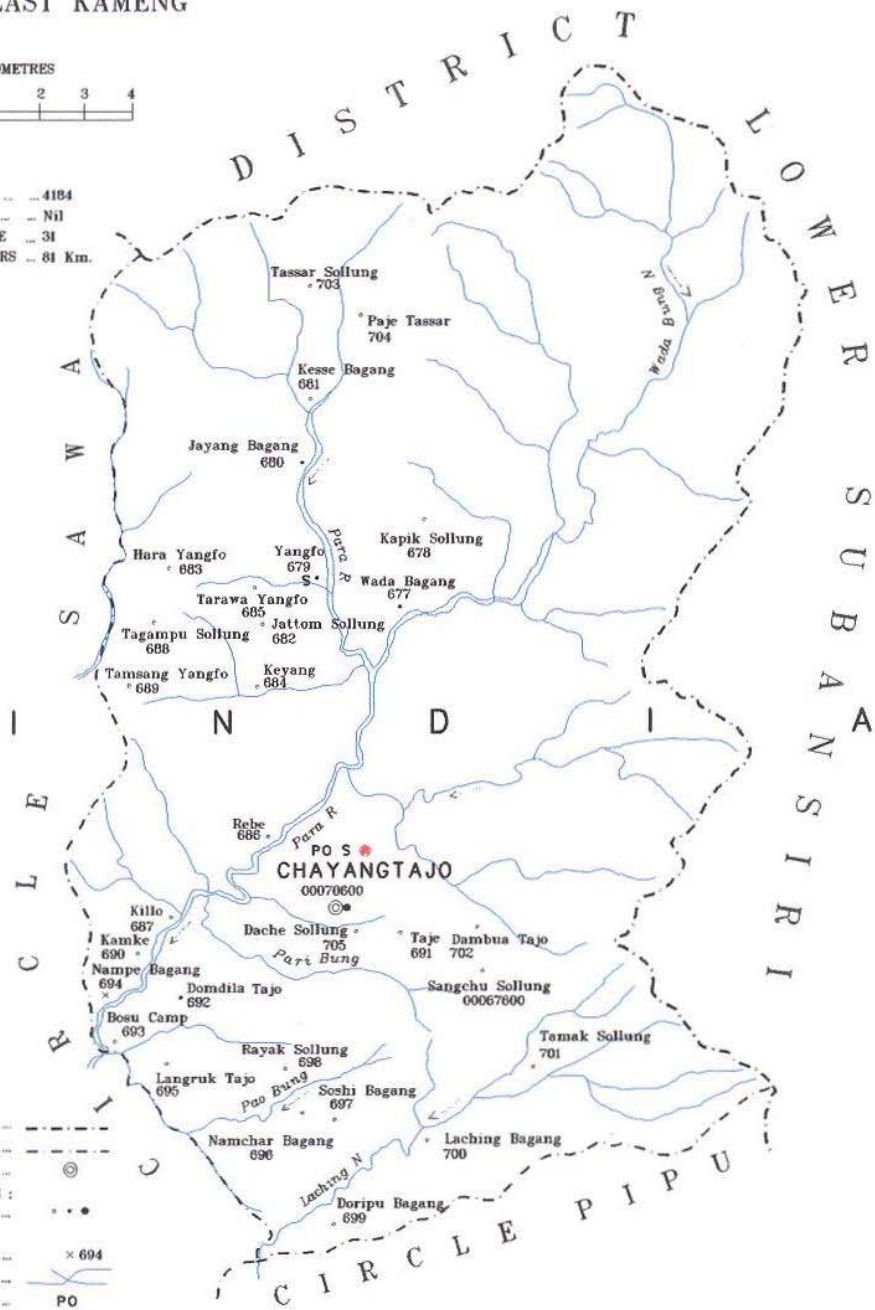 EAST KAMENG
2 3 4
4184
Nil
31
81 Km.
DISTRICT LOWER SUBANSIRI
Tassar Sollung
703
Paje Tassar
704
Wada Bung N
Kesse Bagang
681
Jayang Bagang
680
CIRCLE SAWA
Para R
Kapik Sollung
678
Hara Yangfo
683
Yangfo
679
S
Wada Bagang
677
Tarawa Yangfo
685
Tagampu Sollung
688
Jattom Sollung
682
Tamsang Yangfo
689
Keyang
684
I N D I A
Rebe
686
Para R
PO S
CHAYANGTAJO
00070600
Killo
687
Dache Sollung
705
Taje
691
Dambua Tajo
702
Kamke
690
Pari Bung
Nampe Bagang
694
Domdila Tajo
692
Sangchu Sollung
00067600
Bosu Camp
693
Tamak Sollung
701
Rayak Sollung
698
Langruk Tajo
695
Pao Bung
Soshi Bagang
697
Namchar Bagang
696
Laching Bagang
700
Laching N
Doripu Bagang
699
CIRCLE PIPU
× 694
PO